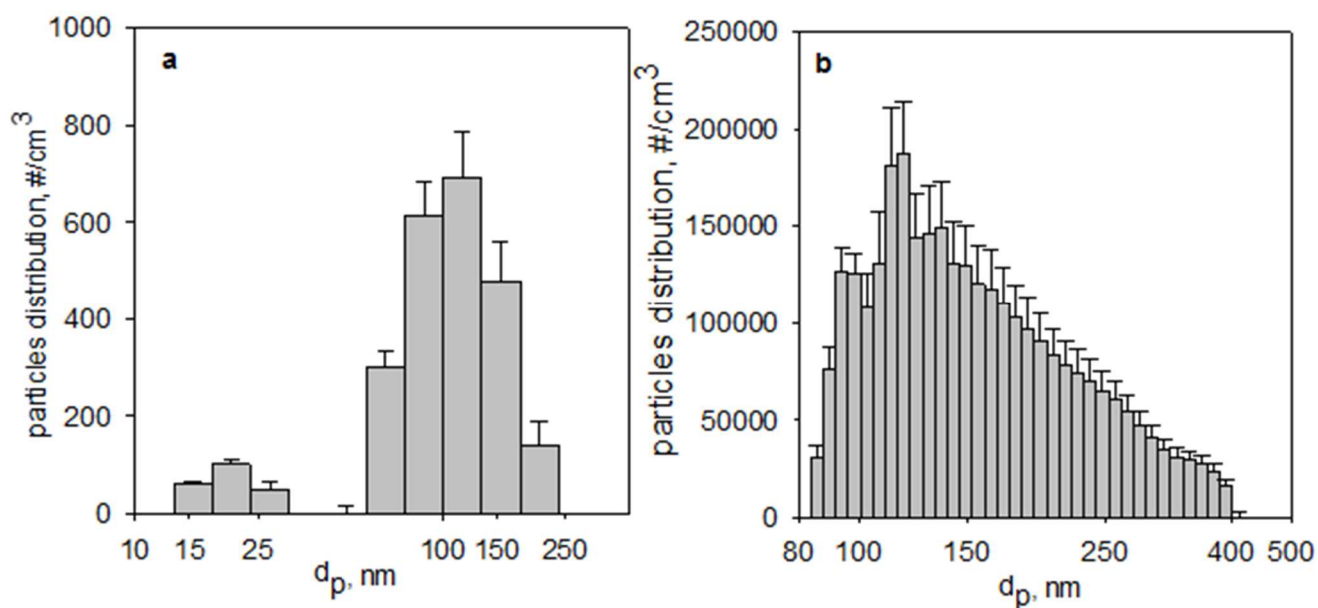 a
particles distribution, #/cm³
1000
800
600
400
200
0
10 15 25 100 150 250
dₚ, nm
b
particles distribution, #/cm³
250000
200000
150000
100000
50000
0
80 100 150 250 400 500
dₚ, nm